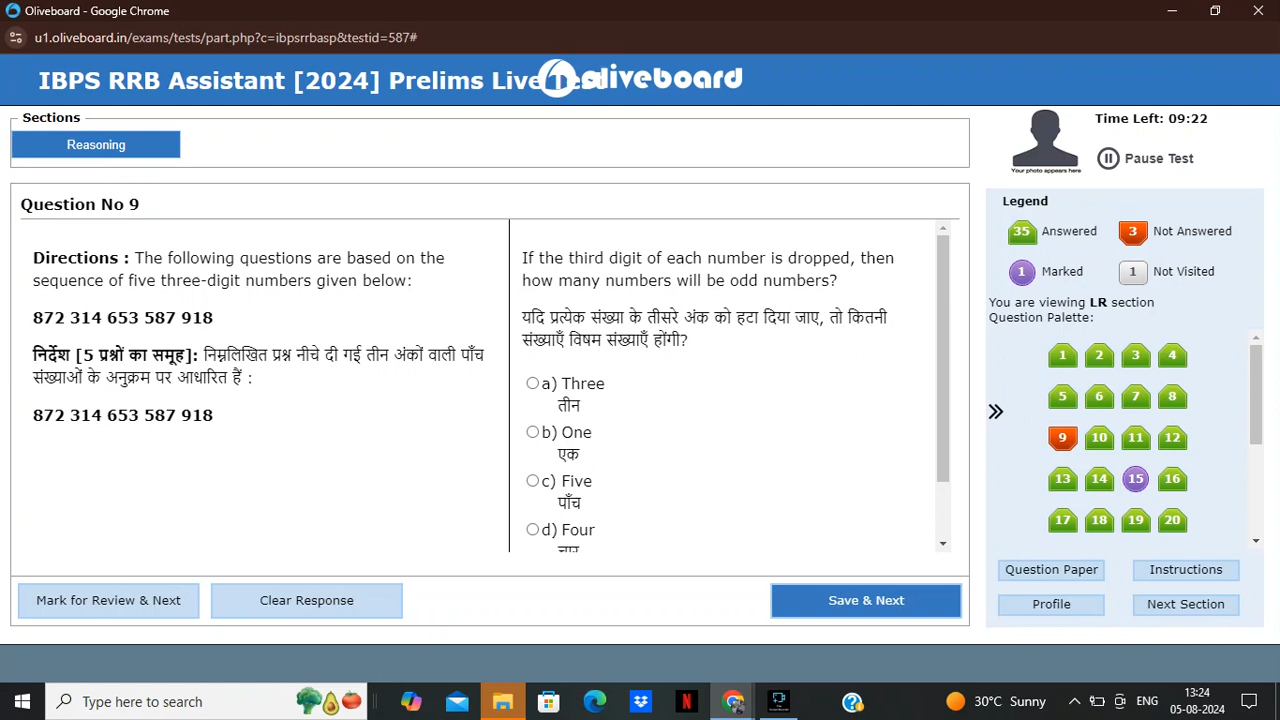 Oliveboard - Google Chrome
u1.oliveboard.in/exams/tests/part.php?c=ibpsrrbasp&testid=587#
IBPS RRB Assistant [2024] Prelims Live Test
oliveboard
Sections
Reasoning
Your photo appears here
Time Left: 09:22
Pause Test
Question No 9
Directions : The following questions are based on the
sequence of five three-digit numbers given below:
872 314 653 587 918
निर्देश [5 प्रश्नों का समूह]: निम्नलिखित प्रश्न नीचे दी गई तीन अंकों वाली पाँच
संख्याओं के अनुक्रम पर आधारित हैं :
872 314 653 587 918
If the third digit of each number is dropped, then
how many numbers will be odd numbers?
यदि प्रत्येक संख्या के तीसरे अंक को हटा दिया जाए, तो कितनी
संख्याएँ विषम संख्याएँ होंगी?
a) Three
तीन
b) One
एक
c) Five
पाँच
d) Four
चार
Legend
35 Answered 3 Not Answered
1 Marked 1 Not Visited
You are viewing LR section
Question Palette:
1 2 3 4
5 6 7 8
9 10 11 12
13 14 15 16
17 18 19 20
Question Paper Instructions
Profile Next Section
Mark for Review & Next Clear Response Save & Next
Type here to search
30°C Sunny
ENG
13:24
05-08-2024